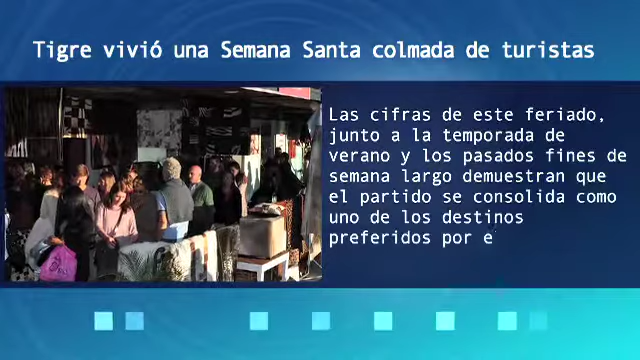 Tigre vivió una Semana Santa colmada de turistas
Las cifras de este feriado,
junto a la temporada de
verano y los pasados fines de
semana largo demuestran que
el partido se consolida como
uno de los destinos
preferidos por e